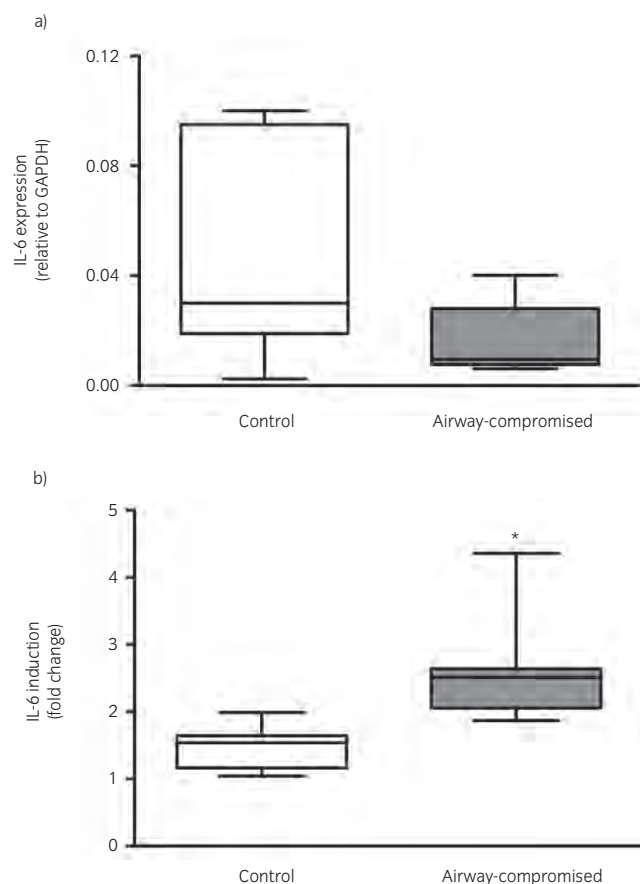 a)
0.12
0.08
0.04
0.00
IL-6 expression
(relative to GAPDH)
Control
Airway-compromised
b)
5
4
3
2
1
0
IL-6 induction
(fold change)
*
Control
Airway-compromised